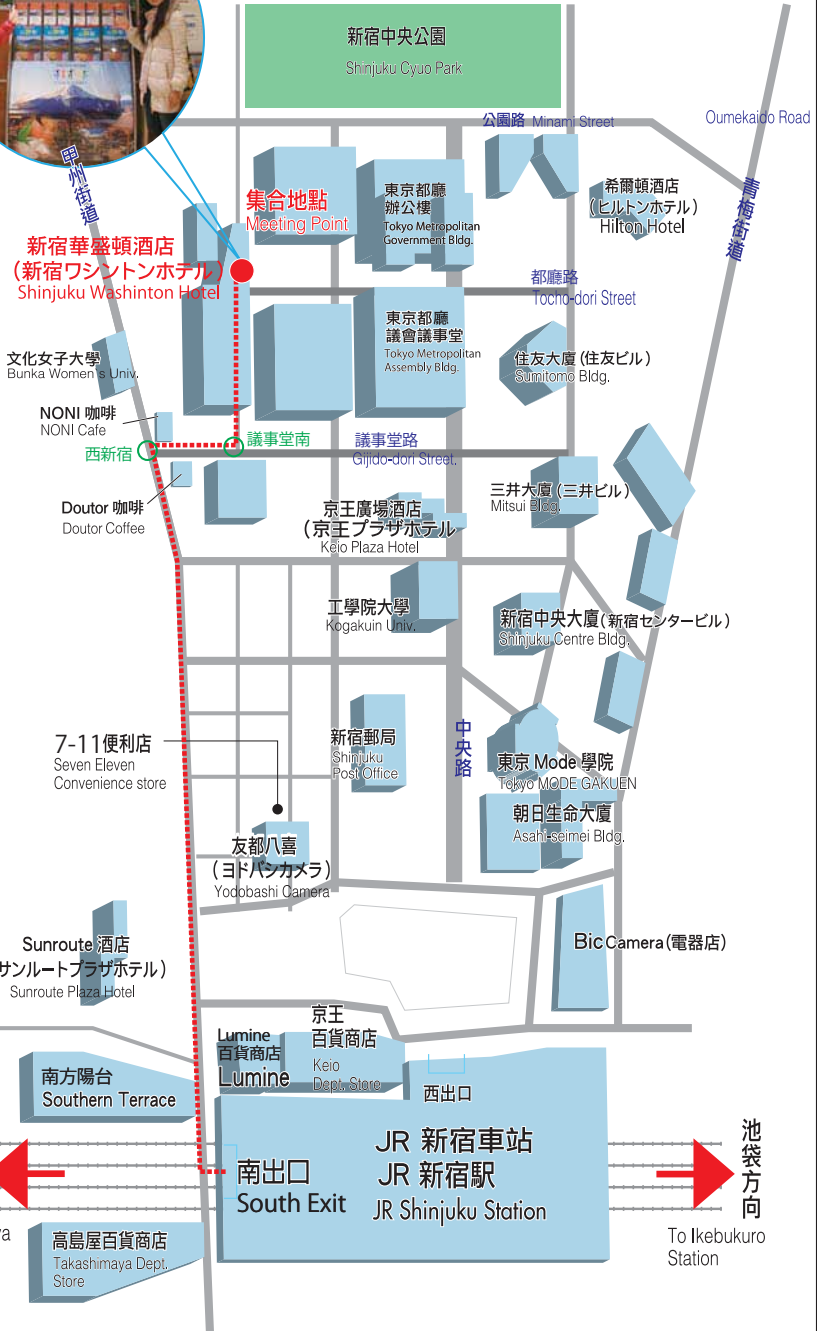 新宿中央公園
Shinjuku Cyuo Park
公園路 Minami Street
Oumekaido Road
甲州街道
青梅街道
集合地點
Meeting Point
東京都廳
辦公樓
Tokyo Metropolitan
Government Bldg.
希爾頓酒店
(ヒルトンホテル)
Hilton Hotel
新宿華盛頓酒店
(新宿ワシントンホテル)
Shinjuku Washinton Hotel
都廳路
Tocho-dori Street
東京都廳
議會議事堂
Tokyo Metropolitan
Assembly Bldg.
住友大廈 (住友ビル)
Sumitomo Bldg.
文化女子大學
Bunka Women's Univ.
NONI 咖啡
NONI Cafe
西新宿
議事堂南
議事堂路
Gijido-dori Street.
Doutor 咖啡
Doutor Coffee
京王廣場酒店
(京王プラザホテル
Keio Plaza Hotel
三井大廈 (三井ビル)
Mitsui Bldg.
工學院大學
Kogakuin Univ.
新宿中央大廈(新宿センタービル)
Shinjuku Centre Bldg.
7-11便利店
Seven Eleven
Convenience store
新宿郵局
Shinjuku
Post Office
中央路
東京 Mode 學院
Tokyo MODE GAKUEN
朝日生命大廈
Asahi-seimei Bldg.
友都八喜
(ヨドバシカメラ)
Yodobashi Camera
Sunroute 酒店
サンルートプラザホテル)
Sunroute Plaza Hotel
Bic Camera(電器店)
Lumine
百貨商店
Lumine
京王
百貨商店
Keio
Dept. Store
南方陽台
Southern Terrace
西出口
南出口
South Exit
JR 新宿車站
JR 新宿駅
JR Shinjuku Station
池袋方向
To Ikebukuro
Station
高島屋百貨商店
Takashimaya Dept.
Store